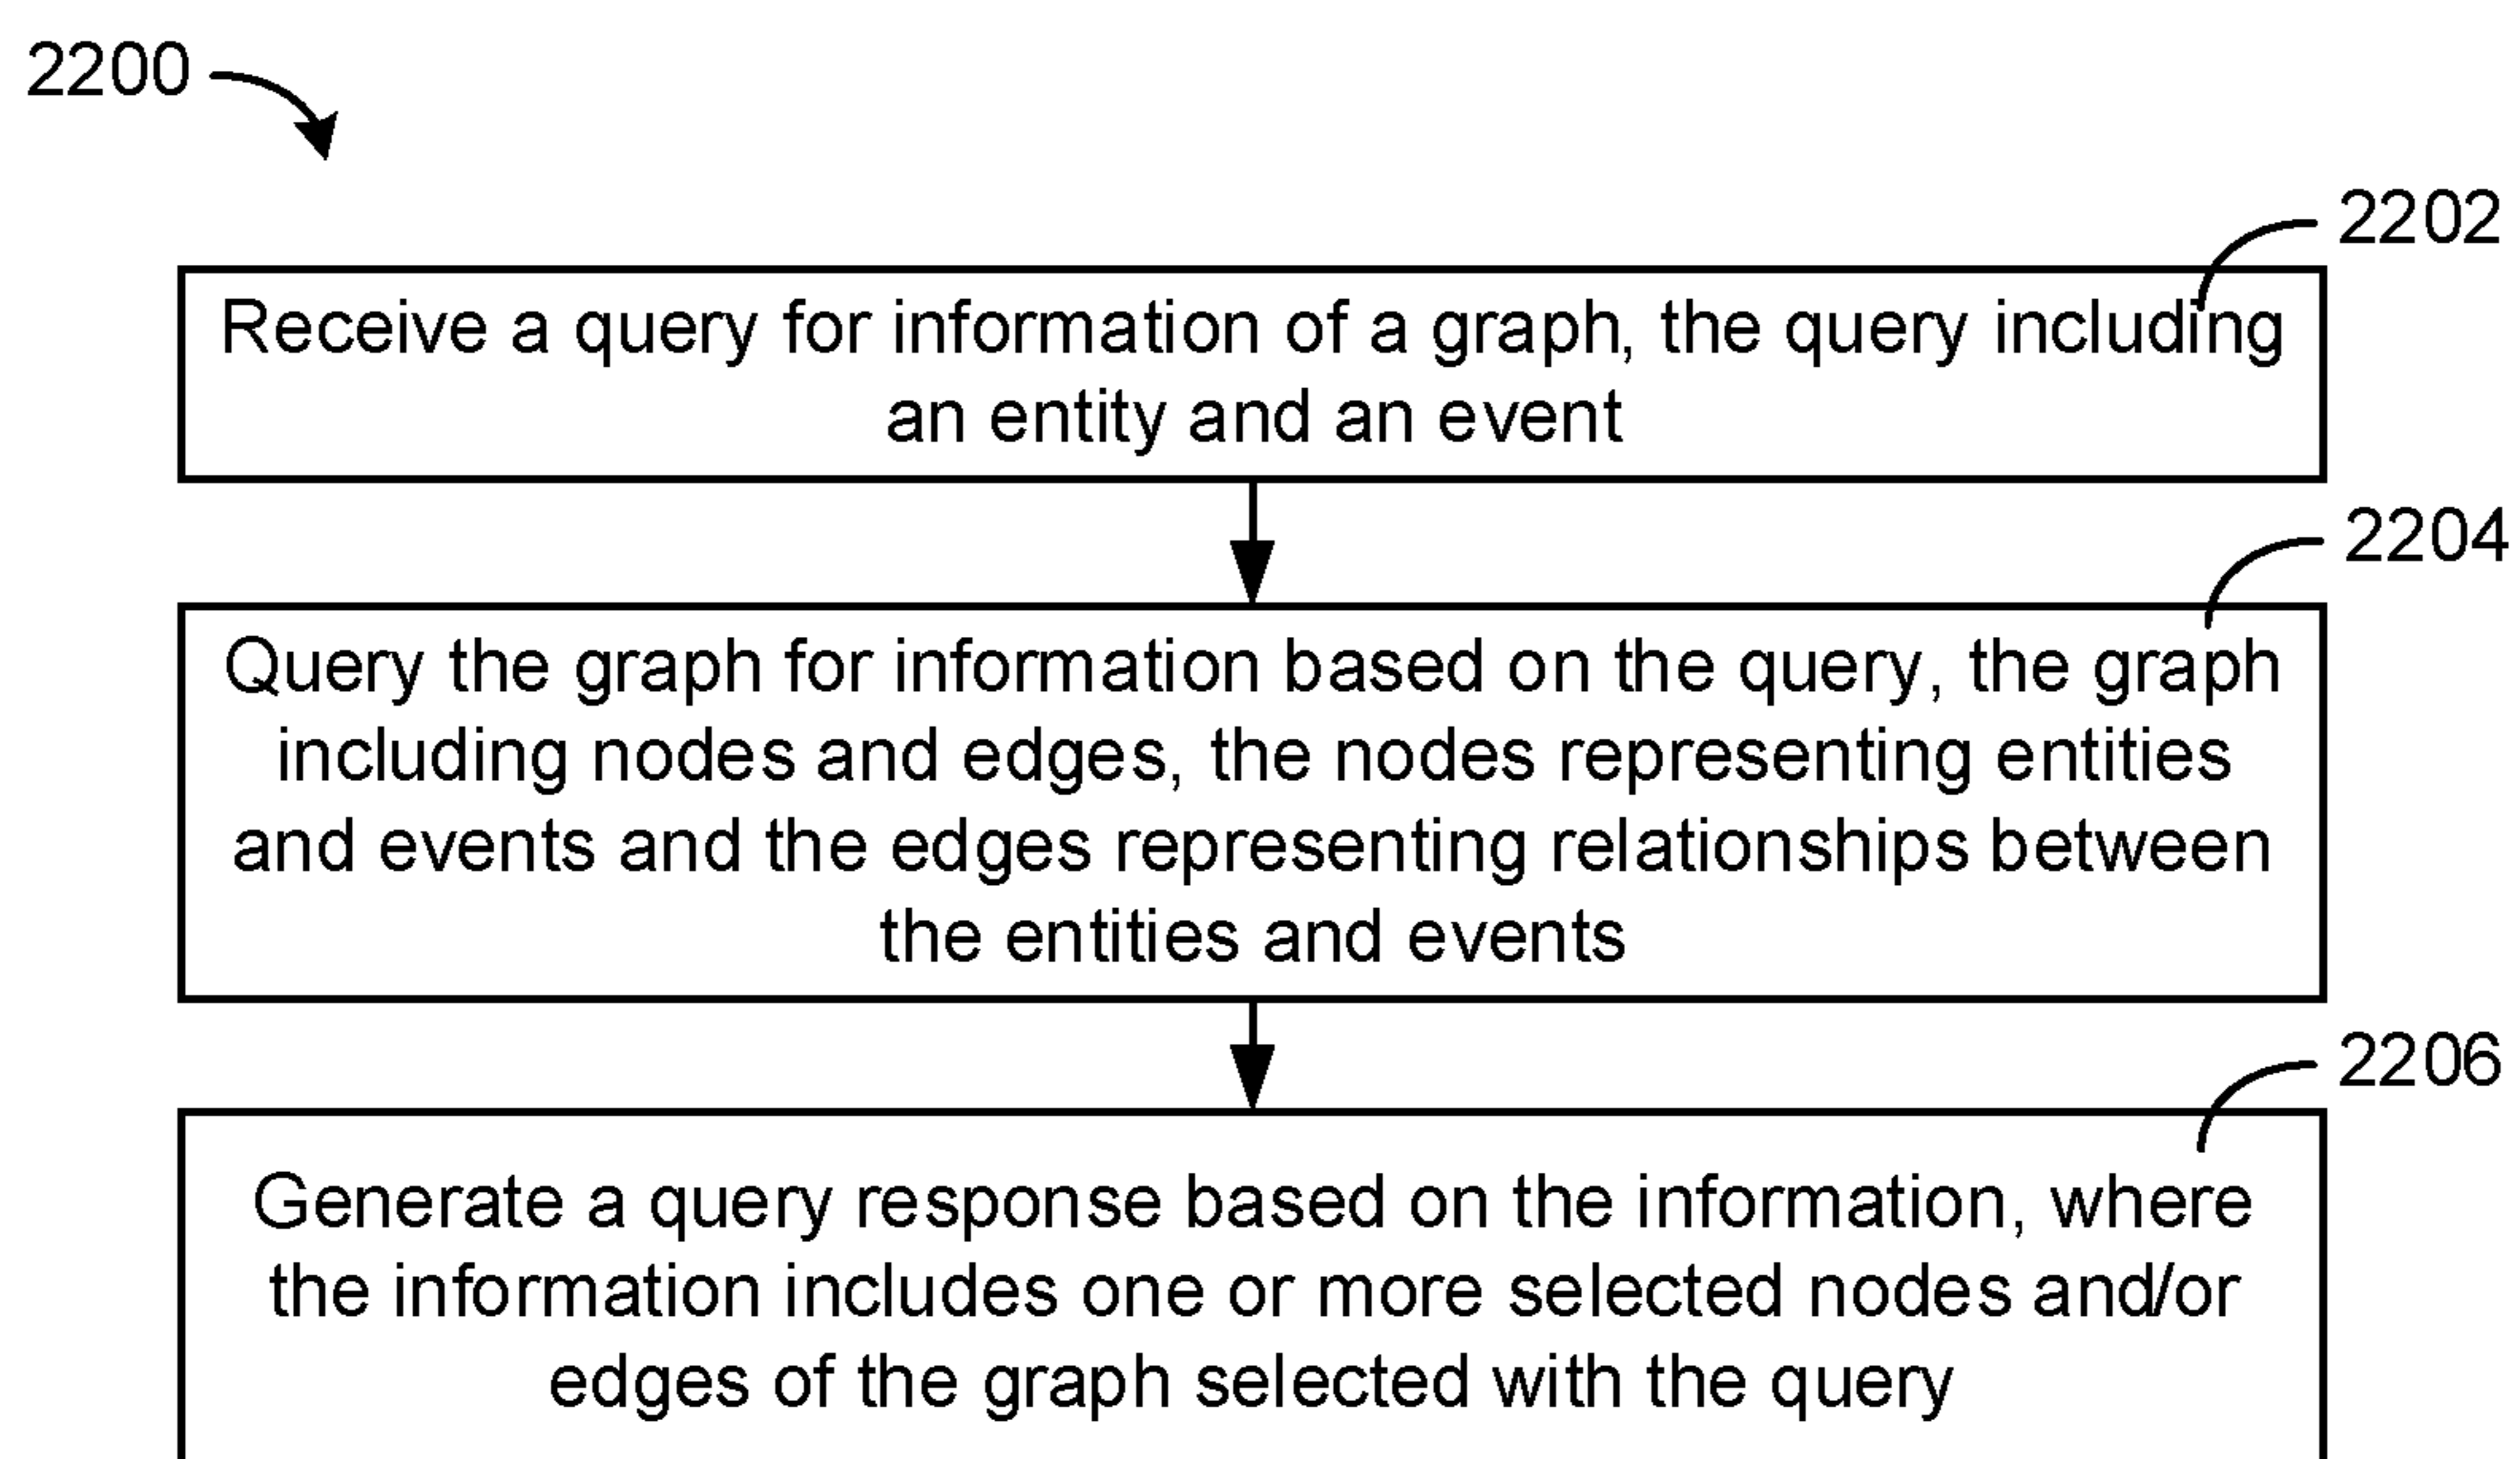 2200
2202
Receive a query for information of a graph, the query including
an entity and an event
2204
Query the graph for information based on the query, the graph
including nodes and edges, the nodes representing entities
and events and the edges representing relationships between
the entities and events
2206
Generate a query response based on the information, where
the information includes one or more selected nodes and/or
edges of the graph selected with the query